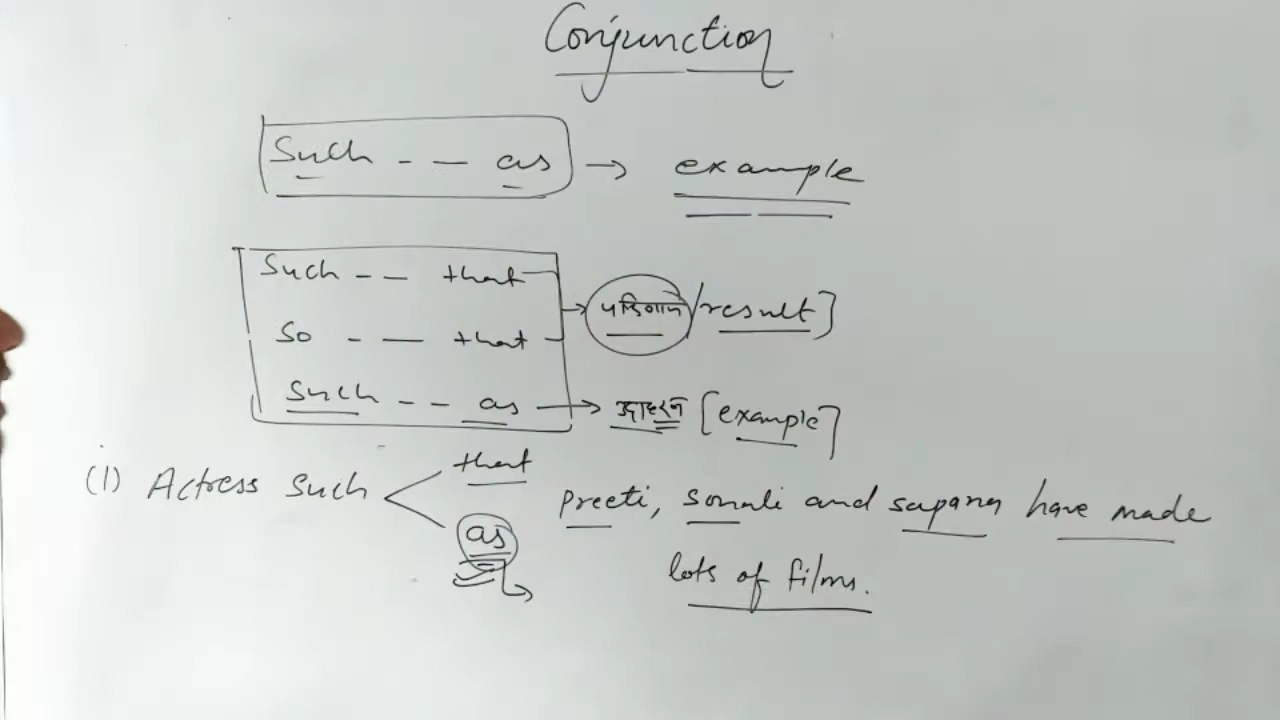 Conjunction
Such - - as → example
Such - - that
So - - that → परिणाम/result]
Such - - as → उदाहरण [example]
that
(1) Actress such < preeti, sonali and sapana have made
as
lots of films.